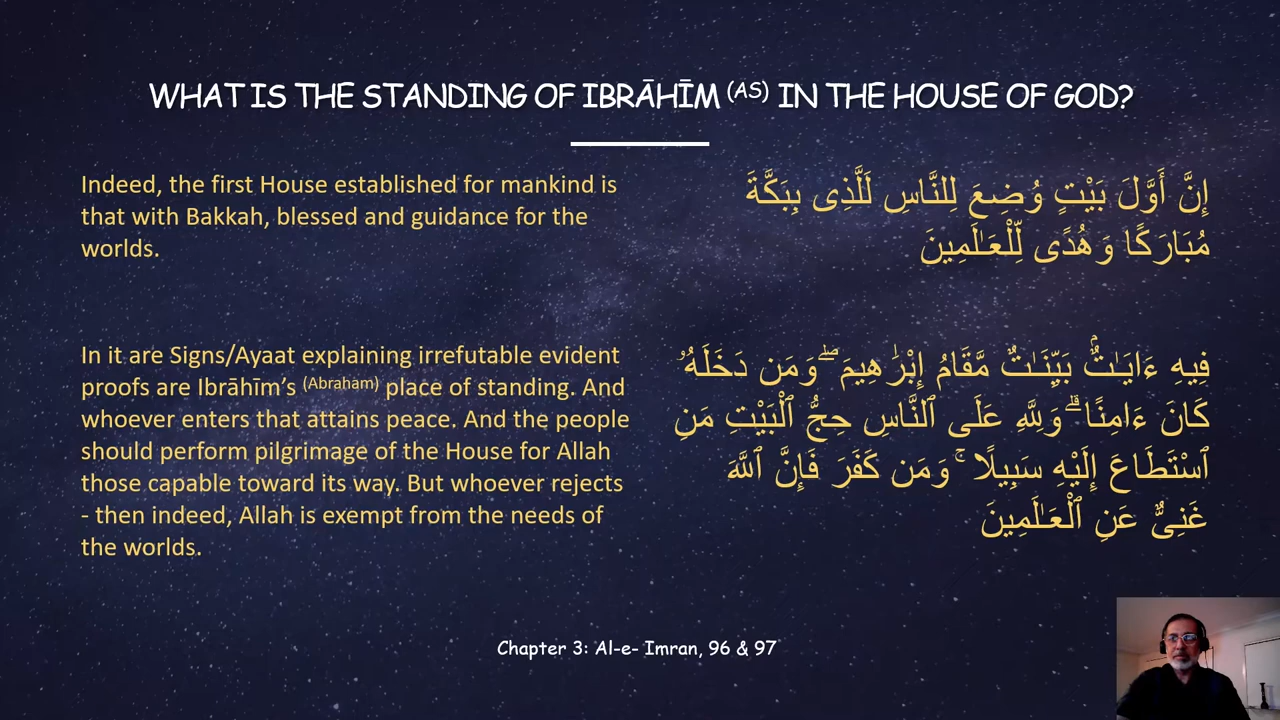 WHAT IS THE STANDING OF IBRĀHĪM (AS) IN THE HOUSE OF GOD?
Indeed, the first House established for mankind is
that with Bakkah, blessed and guidance for the
worlds.
إِنَّ أَوَّلَ بَيْتٍ وُضِعَ لِلنَّاسِ لَلَّذِى بِبَكَّةَ
مُبَارَكًا وَهُدًى لِّلْعَـٰلَمِينَ
In it are Signs/Ayaat explaining irrefutable evident
proofs are Ibrāhīm’s (Abraham) place of standing. And
whoever enters that attains peace. And the people
should perform pilgrimage of the House for Allah
those capable toward its way. But whoever rejects
- then indeed, Allah is exempt from the needs of
the worlds.
فِيهِ ءَايَـٰتٌۢ بَيِّنَـٰتٌ مَّقَامُ إِبْرَٰهِيمَ ۖ وَمَن دَخَلَهُۥ
كَانَ ءَامِنًا ۗ وَلِلَّهِ عَلَى ٱلنَّاسِ حِجُّ ٱلْبَيْتِ مَنِ
ٱسْتَطَاعَ إِلَيْهِ سَبِيلًا ۚ وَمَن كَفَرَ فَإِنَّ ٱللَّهَ
غَنِىٌّ عَنِ ٱلْعَـٰلَمِينَ
Chapter 3: Al-e- Imran, 96 & 97